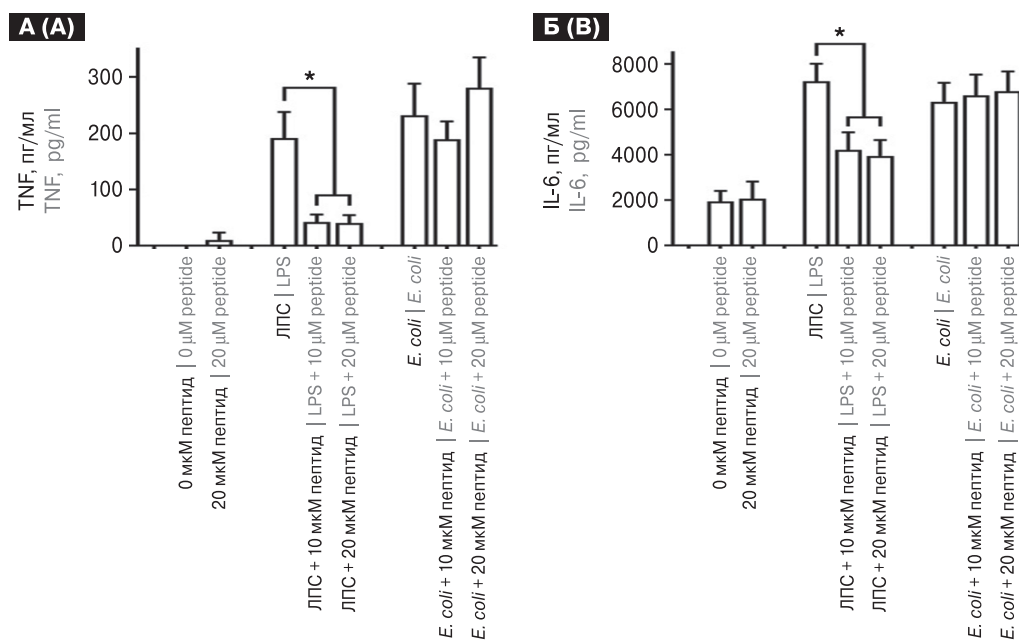 А (A)
TNF, пг/мл
TNF, pg/ml
300
200
100
0
*
0 мкМ пептид | 0 µM peptide
20 мкМ пептид | 20 µM peptide
ЛПС | LPS
ЛПС + 10 мкМ пептид | LPS + 10 µM peptide
ЛПС + 20 мкМ пептид | LPS + 20 µM peptide
E. coli | E. coli
E. coli + 10 мкМ пептид | E. coli + 10 µM peptide
E. coli + 20 мкМ пептид | E. coli + 20 µM peptide
Б (B)
IL-6, пг/мл
IL-6, pg/ml
8000
6000
4000
2000
0
*
0 мкМ пептид | 0 µM peptide
20 мкМ пептид | 20 µM peptide
ЛПС | LPS
ЛПС + 10 мкМ пептид | LPS + 10 µM peptide
ЛПС + 20 мкМ пептид | LPS + 20 µM peptide
E. coli | E. coli
E. coli + 10 мкМ пептид | E. coli + 10 µM peptide
E. coli + 20 мкМ пептид | E. coli + 20 µM peptide